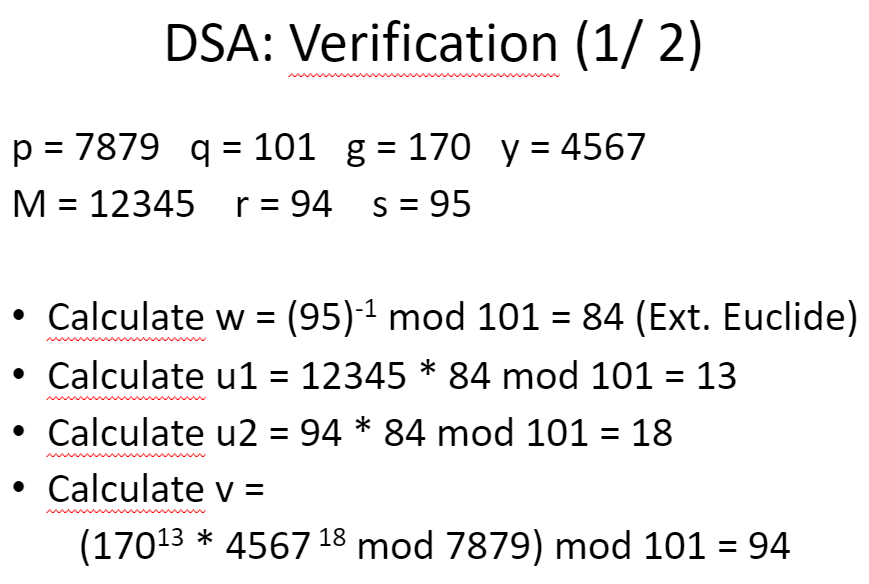 DSA: Verification (1/ 2)
p = 7879 q = 101 g = 170 y = 4567
M = 12345 r = 94 s = 95
• Calculate w = (95)⁻¹ mod 101 = 84 (Ext. Euclide)
• Calculate u1 = 12345 * 84 mod 101 = 13
• Calculate u2 = 94 * 84 mod 101 = 18
• Calculate v =
(170¹³ * 4567 ¹⁸ mod 7879) mod 101 = 94